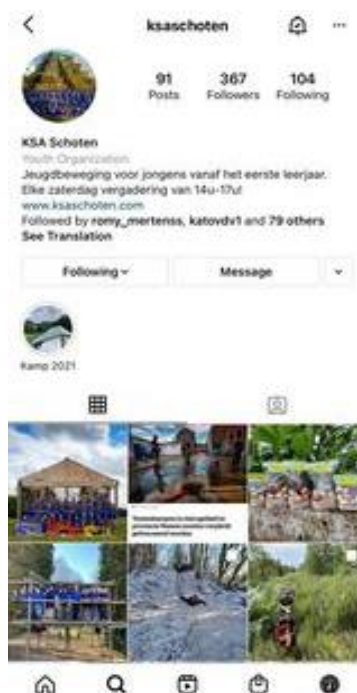 ksaschoten
91 367 104
Posts Followers Following
KSA Schoten
Youth Organization
Jeugdbeweging voor jongens vanaf het eerste leerjaar.
Elke zaterdag vergadering van 14u-17u!
www.ksaschoten.com
Followed by romy_mertenss, katovdv1 and 79 others
See Translation
Following Message
Kamp 2021